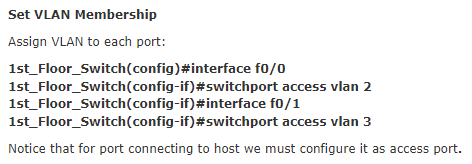 Set VLAN Membership
Assign VLAN to each port:
1st_Floor_Switch(config)#interface f0/0
1st_Floor_Switch(config-if)#switchport access vlan 2
1st_Floor_Switch(config-if)#interface f0/1
1st_Floor_Switch(config-if)#switchport access vlan 3
Notice that for port connecting to host we must configure it as access port.